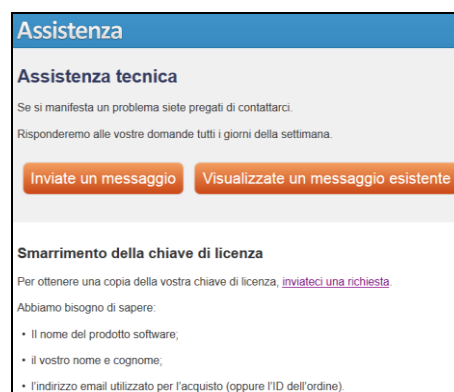 Assistenza
Assistenza tecnica
Se si manifesta un problema siete pregati di contattarci.
Risponderemo alle vostre domande tutti i giorni della settimana.
Inviate un messaggio Visualizzate un messaggio esistente
Smarrimento della chiave di licenza
Per ottenere una copia della vostra chiave di licenza, inviateci una richiesta.
Abbiamo bisogno di sapere:
• Il nome del prodotto software;
• il vostro nome e cognome;
• l'indirizzo email utilizzato per l'acquisto (oppure l'ID dell'ordine).